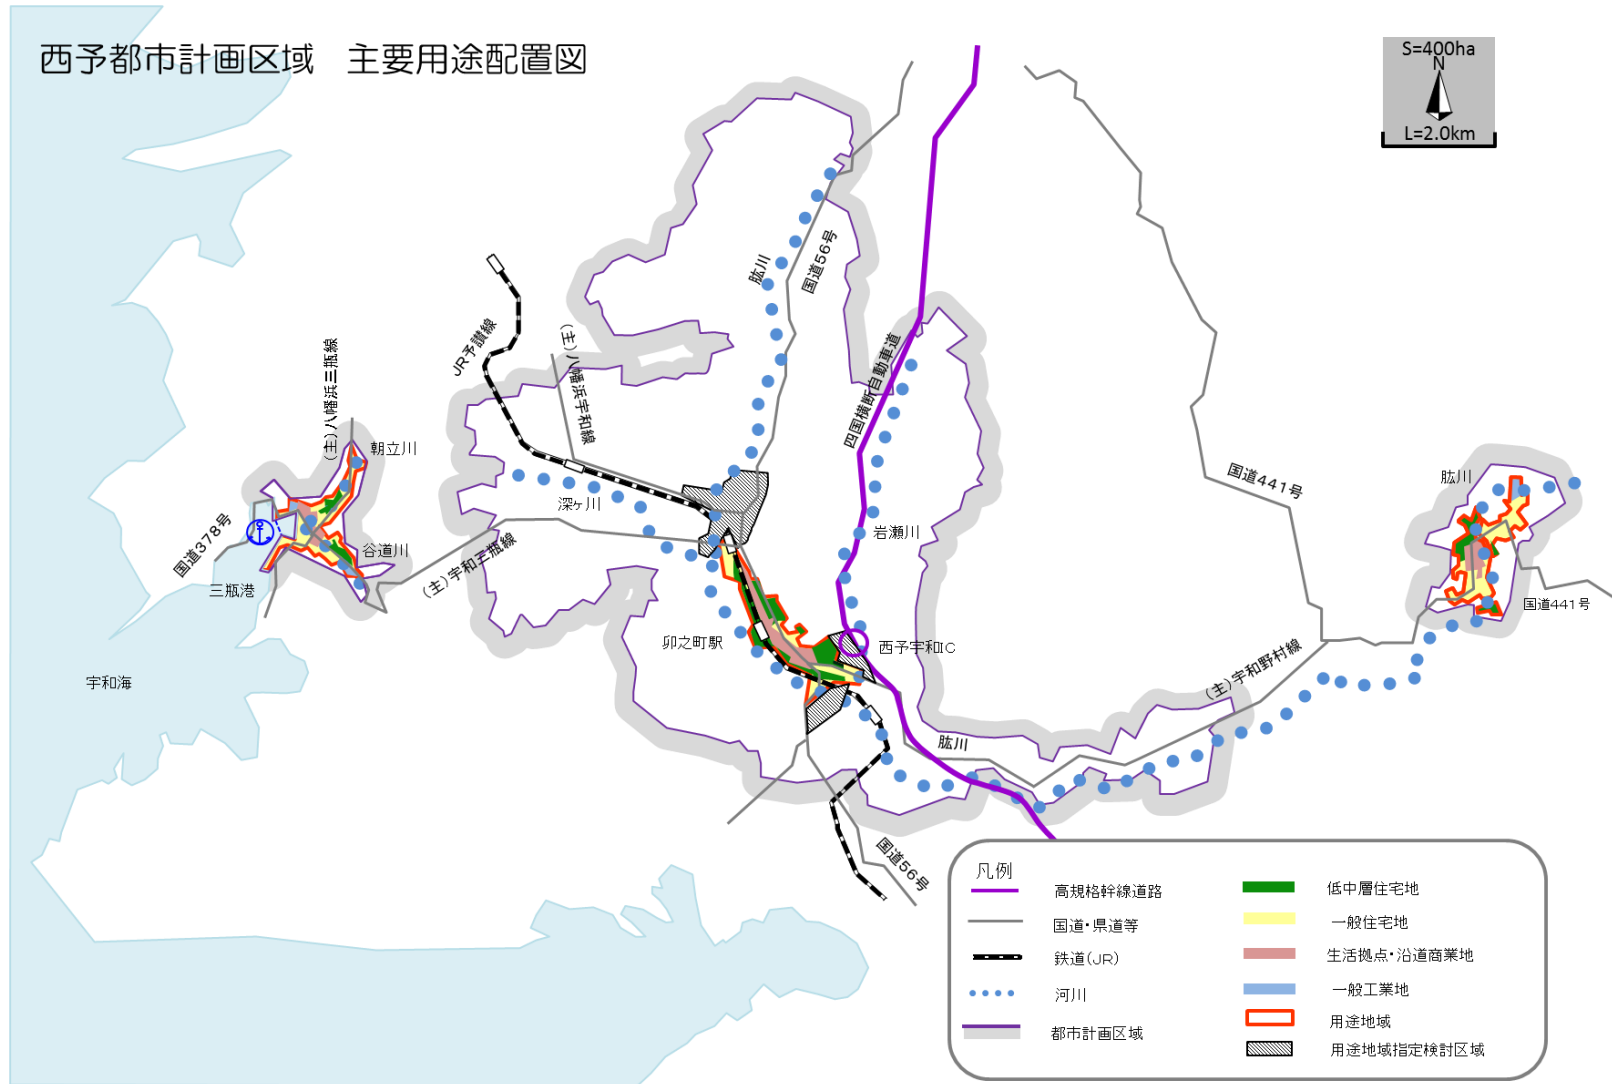 西予都市計画区域　主要用途配置図
S=400ha
N
L=2.0km
肱川
国道56号
JR予讃線
(主)八幡浜宇和線
四国横断自動車道
(主)八幡浜三瓶線
朝立川
国道378号
谷道川
三瓶港
(主)宇和三瓶線
深ヶ川
岩瀬川
国道441号
肱川
国道441号
卯之町駅
西予宇和IC
(主)宇和野村線
宇和海
肱川
国道56号
凡例
高規格幹線道路
国道・県道等
鉄道(JR)
河川
都市計画区域
低中層住宅地
一般住宅地
生活拠点・沿道商業地
一般工業地
用途地域
用途地域指定検討区域